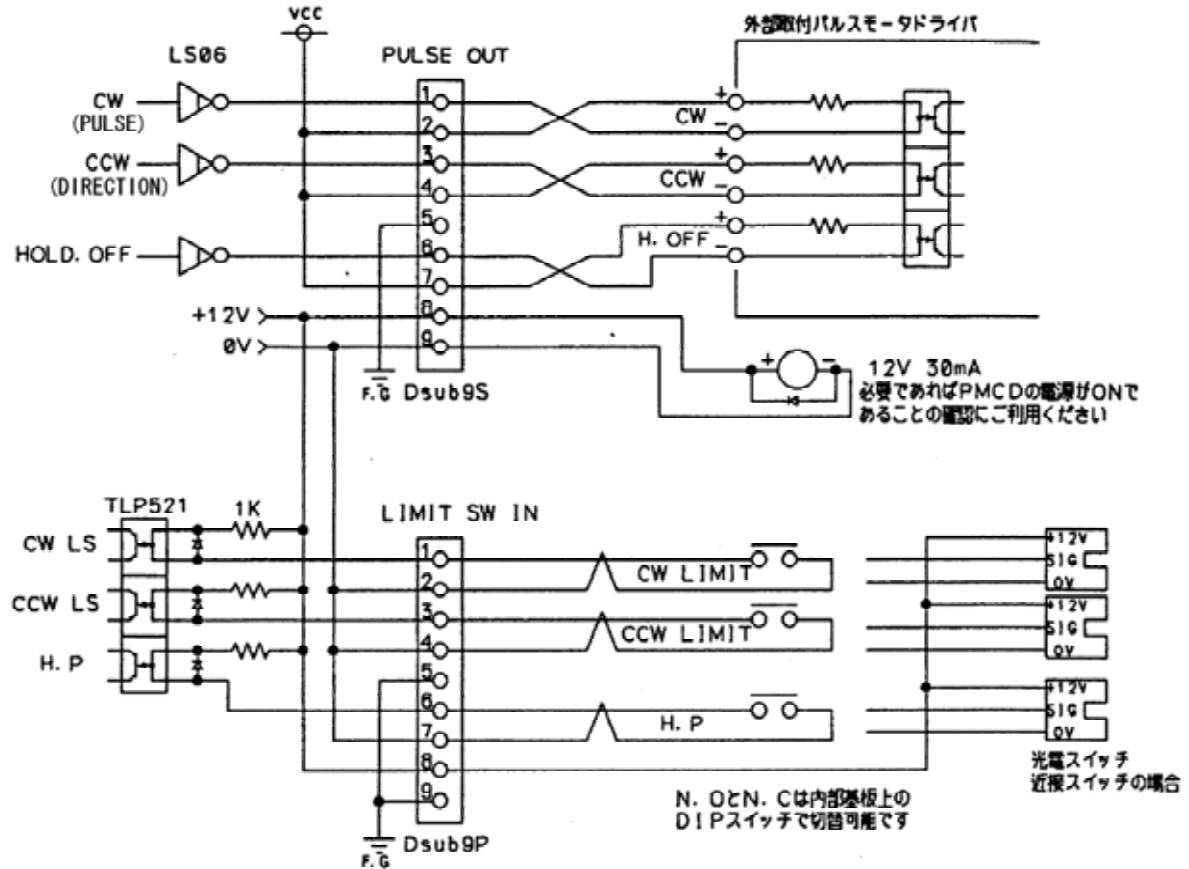 VCC
外部取付パルスモータドライバ
LS06
PULSE OUT
CW
(PULSE)
1
2
+
CW
-
CCW
(DIRECTION)
3
4
+
CCW
-
HOLD. OFF
5
6
7
+
H. OFF
-
+12V
8
0V
9
F.G
Dsub9S
+
-
12V 30mA
必要であればPMCDの電源がONで
あることの確認にご利用ください
TLP521
1K
LIMIT SW IN
CW LS
CCW LS
H. P
1
2
3
4
5
6
7
8
9
CW LIMIT
CCW LIMIT
H. P
+12V
SIG
0V
+12V
SIG
0V
+12V
SIG
0V
光電スイッチ
近接スイッチの場合
N. OとN. Cは内部基板上の
DIPスイッチで切替可能です
F.G
Dsub9P